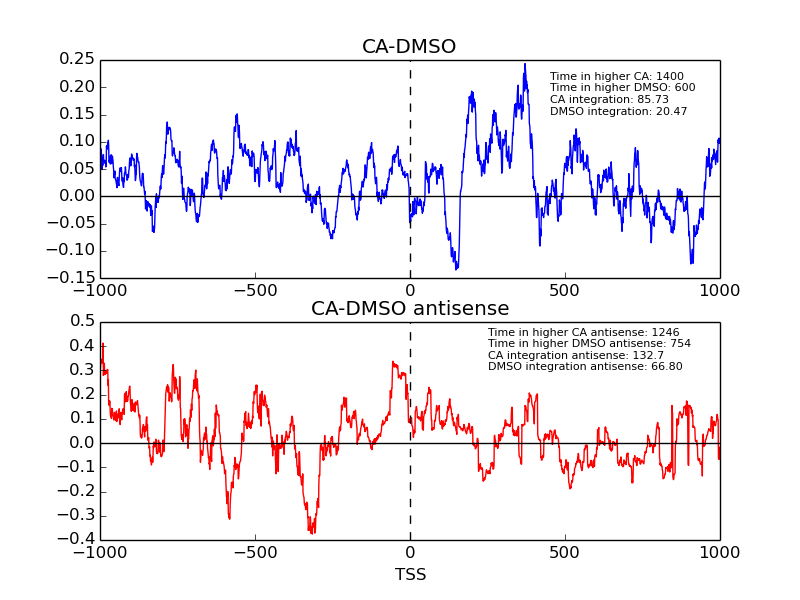 CA-DMSO
0.25
0.20
0.15
0.10
0.05
0.00
−0.05
−0.10
−0.15
Time in higher CA: 1400
Time in higher DMSO: 600
CA integration: 85.73
DMSO integration: 20.47
−1000 −500 0 500 1000
CA-DMSO antisense
0.5
0.4
0.3
0.2
0.1
0.0
−0.1
−0.2
−0.3
−0.4
Time in higher CA antisense: 1246
Time in higher DMSO antisense: 754
CA integration antisense: 132.7
DMSO integration antisense: 66.80
−1000 −500 0 500 1000
TSS